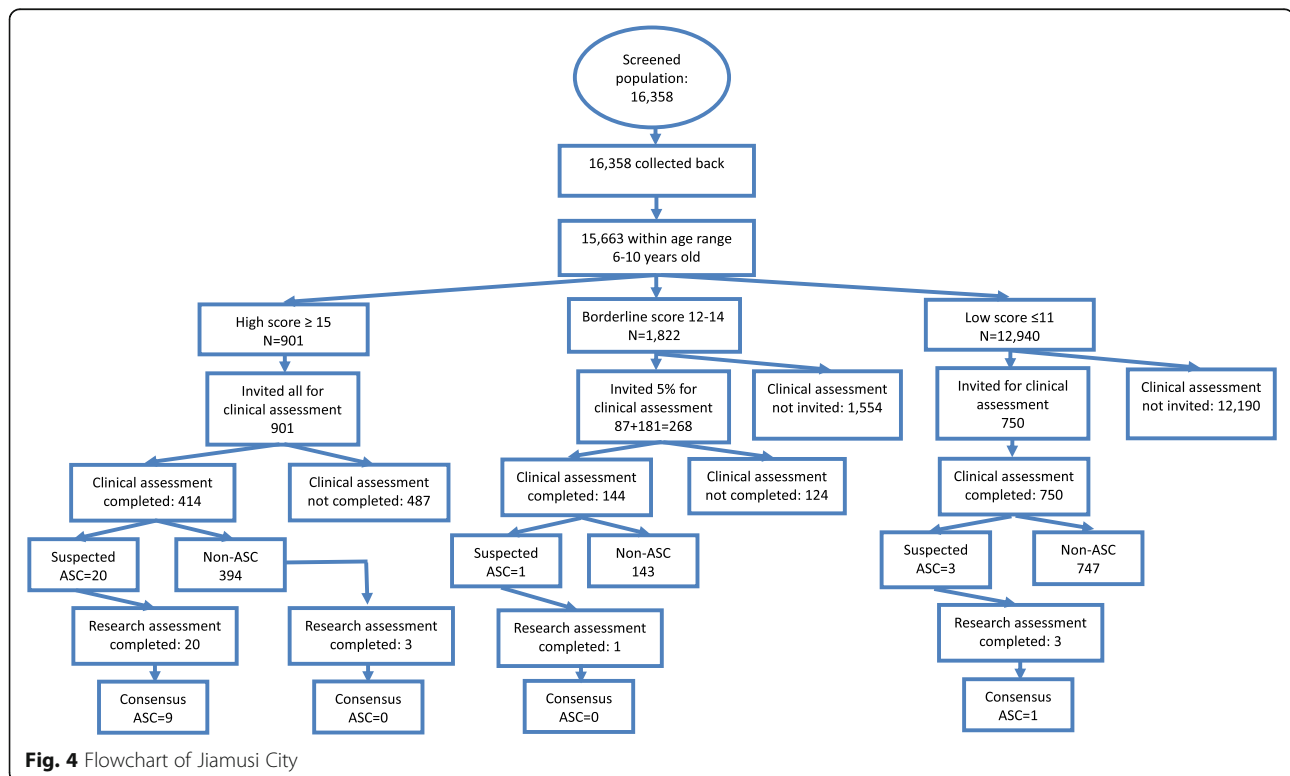 Screened
population:
16,358
16,358 collected back
15,663 within age range
6-10 years old
High score ≥ 15
N=901
Borderline score 12-14
N=1,822
Low score ≤11
N=12,940
Invited all for
clinical assessment
901
Invited 5% for
clinical assessment
87+181=268
Clinical assessment
not invited: 1,554
Invited for clinical
assessment
750
Clinical assessment
not invited: 12,190
Clinical assessment
completed: 414
Clinical assessment
not completed: 487
Clinical assessment
completed: 144
Clinical assessment
not completed: 124
Clinical assessment
completed: 750
Suspected
ASC=20
Non-ASC
394
Suspected
ASC=1
Non-ASC
143
Suspected
ASC=3
Non-ASC
747
Research assessment
completed: 20
Research assessment
completed: 3
Research assessment
completed: 1
Research assessment
completed: 3
Consensus
ASC=9
Consensus
ASC=0
Consensus
ASC=0
Consensus
ASC=1
Fig. 4 Flowchart of Jiamusi City